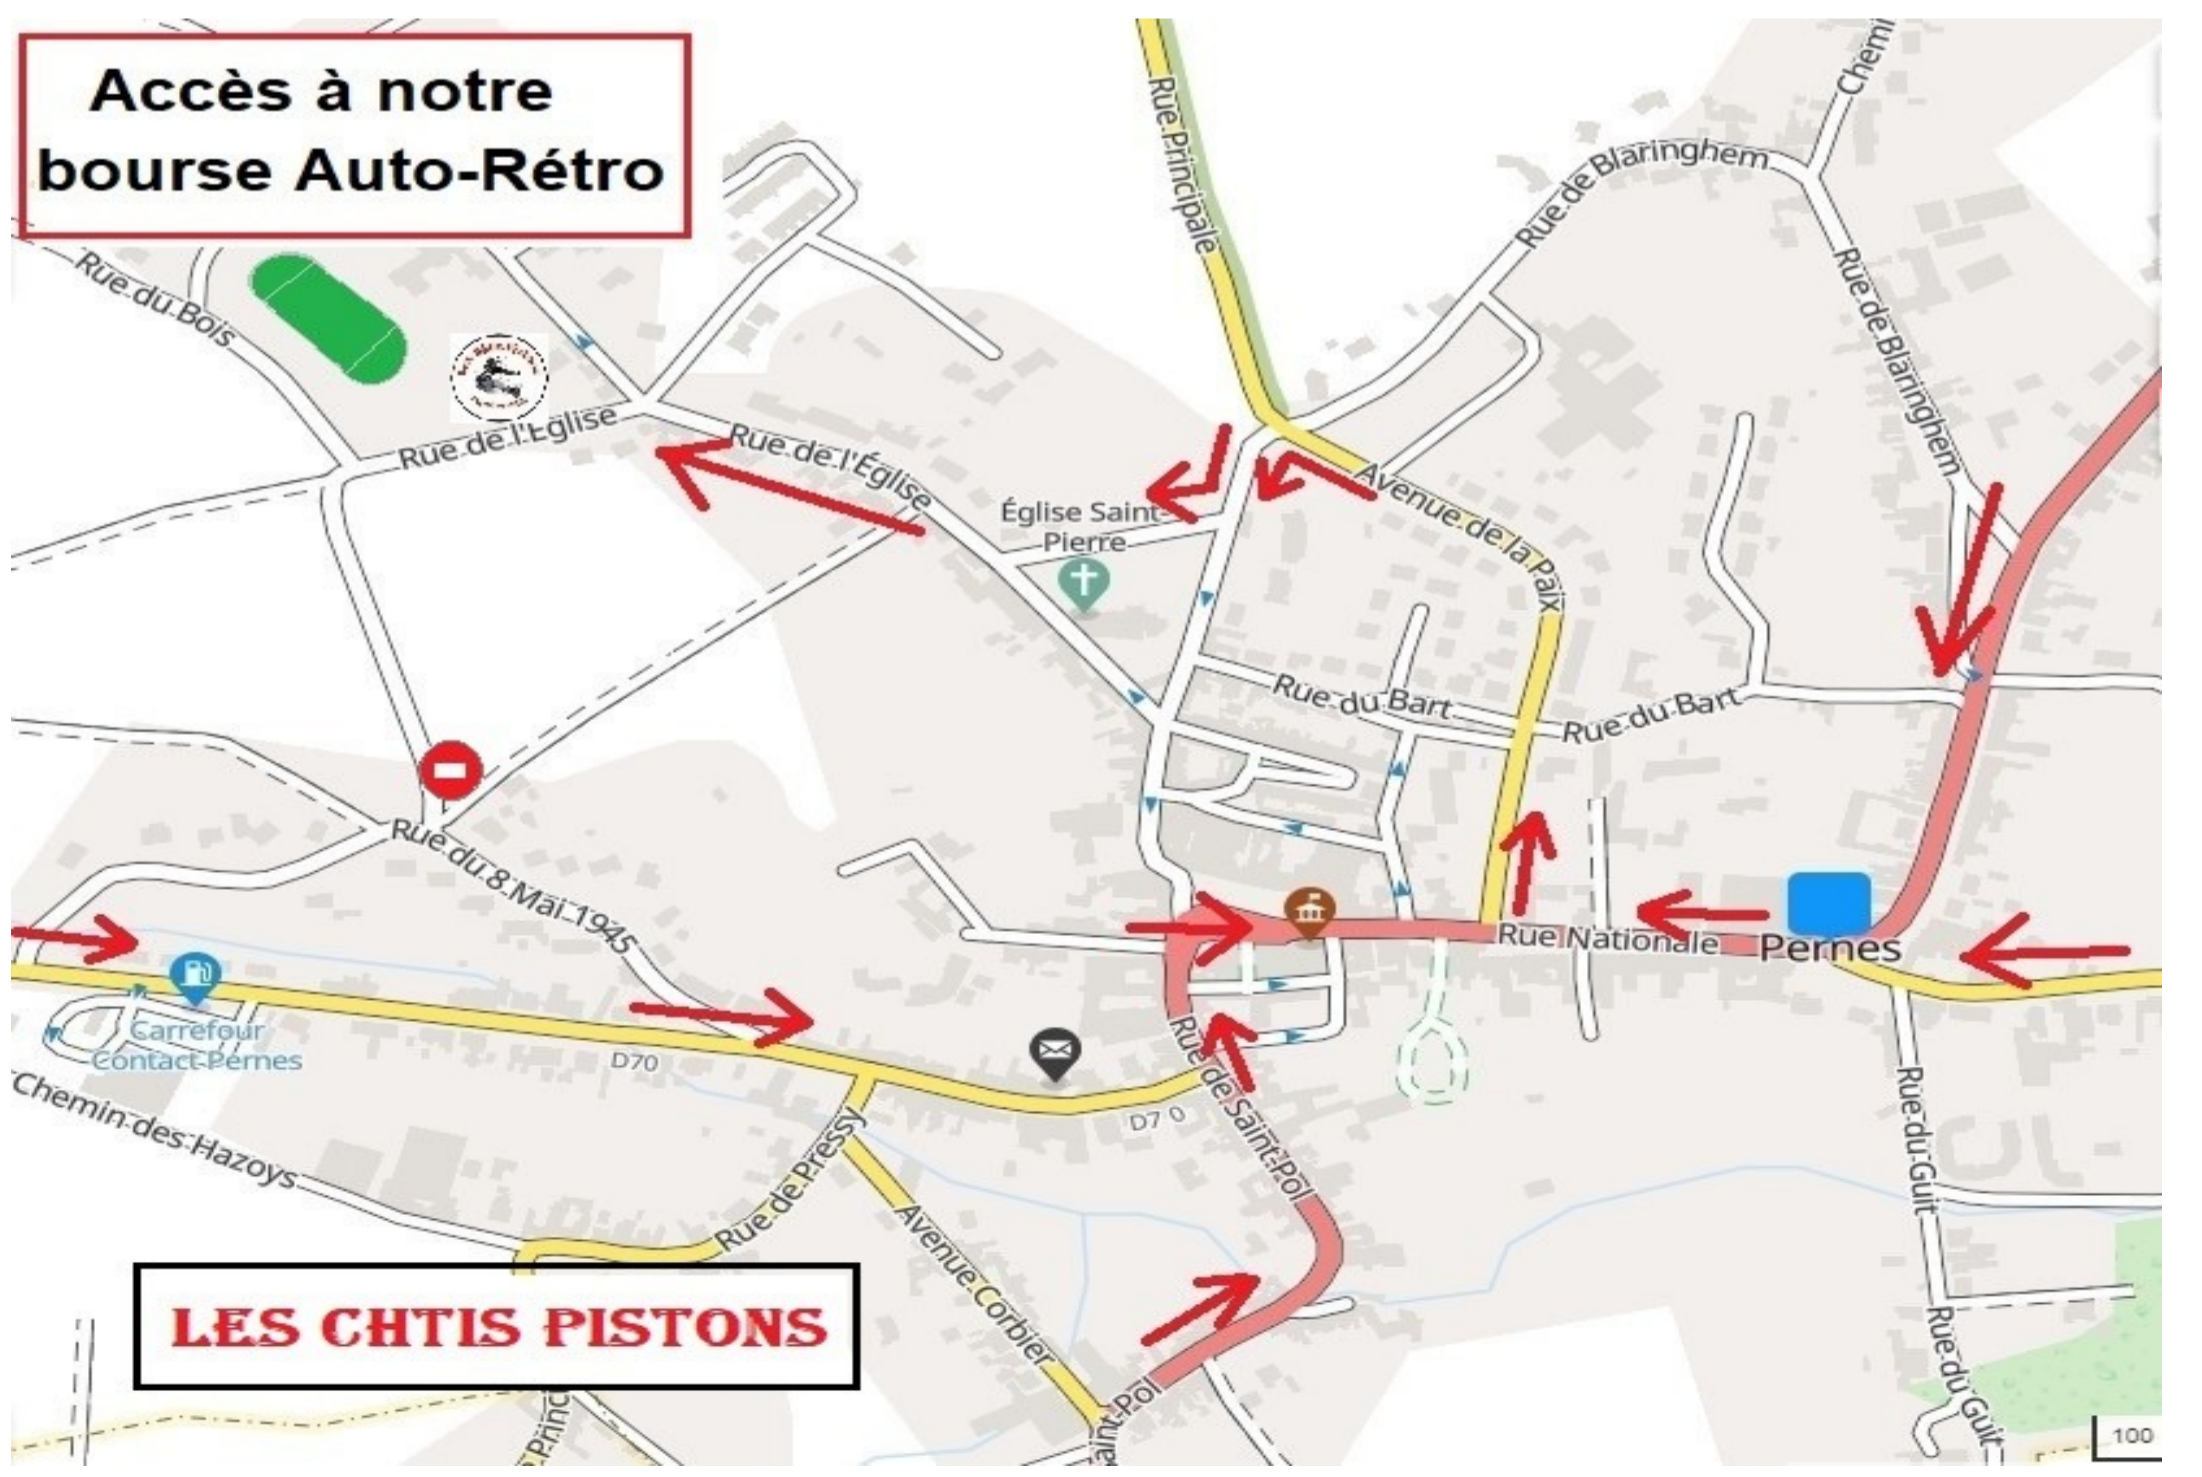 Accès à notre
bourse Auto-Rétro
Rue Principale
Chemi
Rue de Blaringhem
Rue de Blaringhem
Rue du Bois
Rue de l'Église
Rue de l'Église
Église Saint-
Pierre
Avenue de la Paix
Rue du Bart
Rue du Bart
Rue du 8 Mai 1945
Rue Nationale
Pernes
Carrefour
Contact Pernes
D70
D7 0
Chemin des Hazoys
Rue de Pressy
Rue de Saint-Pol
Avenue Corbier
Rue du Guit
Rue du Guit
LES CHTIS PISTONS
aint-Pol
Princ
100